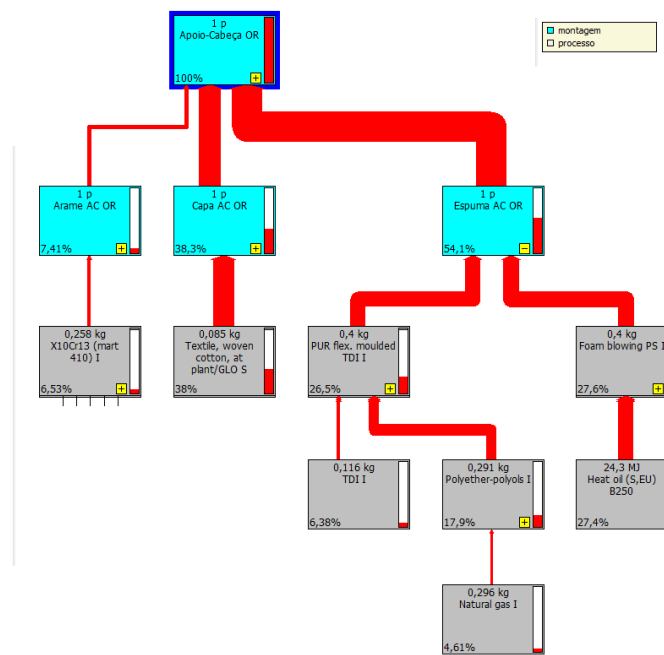 1 p
Apoio-Cabeça OR
100%
montagem
processo
1 p
Arame AC OR
7,41%
1 p
Capa AC OR
38,3%
1 p
Espuma AC OR
54,1%
0,258 kg
X10Cr13 (mart
410) I
6,53%
0,085 kg
Textile, woven
cotton, at
plant/GLO S
38%
0,4 kg
PUR flex. moulded
TDI I
26,5%
0,4 kg
Foam blowing PS I
27,6%
0,116 kg
TDI I
6,38%
0,291 kg
Polyether-polyols I
17,9%
24,3 MJ
Heat oil (S,EU)
B250
27,4%
0,296 kg
Natural gas I
4,61%